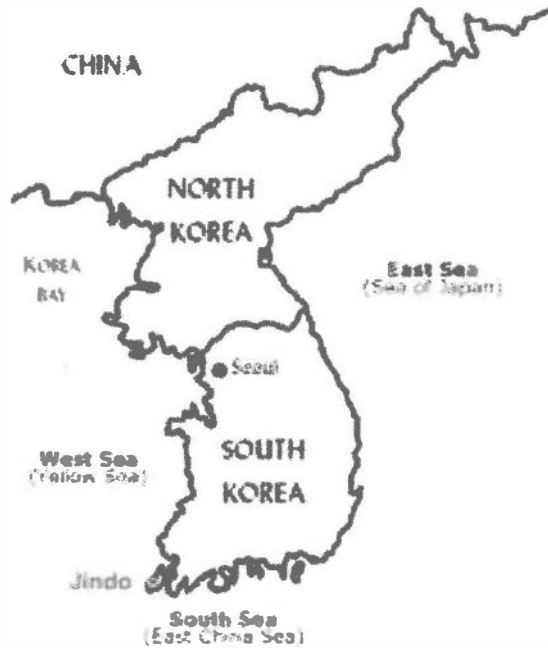 CHINA
NORTH
KOREA
KOREA
BAY
East Sea
(Sea of Japan)
Seoul
West Sea
(Yellow Sea)
SOUTH
KOREA
Jindo
South Sea
(East China Sea)